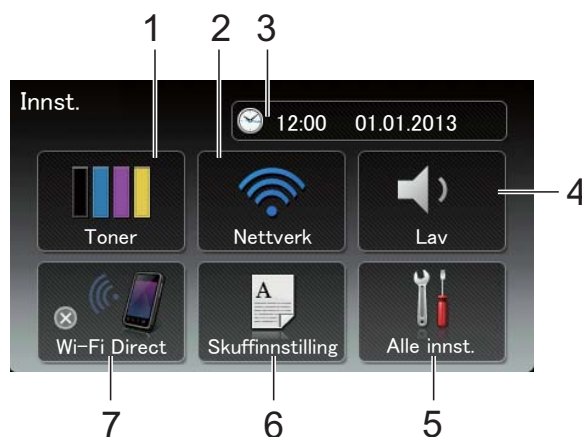 1 2 3
Innst.
12:00 01.01.2013
Toner Nettverk Lav
4
A
Wi-Fi Direct Skuffinnstilling Alle innst.
7 6 5